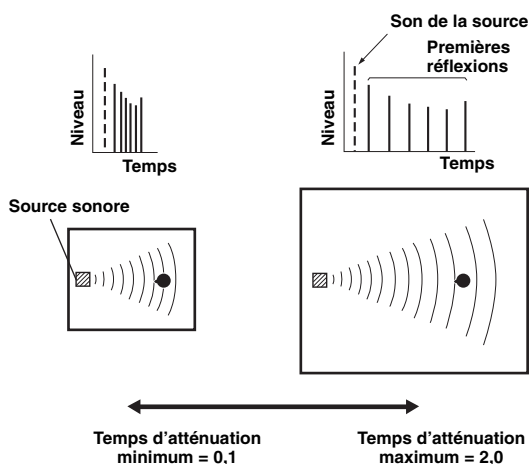 Son de la source
Premières
réflexions
Niveau
Temps
Niveau
Temps
Source sonore
Temps d'atténuation
minimum = 0,1
Temps d'atténuation
maximum = 2,0